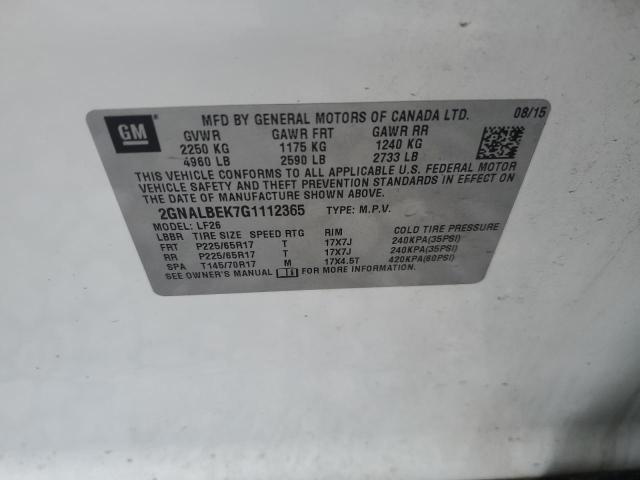 GM
MFD BY GENERAL MOTORS OF CANADA LTD. 08/15
GVWR GAWR FRT GAWR RR
2250 KG 1175 KG 1240 KG
4960 LB 2590 LB 2733 LB
THIS VEHICLE CONFORMS TO ALL APPLICABLE U.S. FEDERAL MOTOR
VEHICLE SAFETY AND THEFT PREVENTION STANDARDS IN EFFECT ON
THE DATE OF MANUFACTURE SHOWN ABOVE.
2GNALBEK7G1112365 TYPE: M.P.V.
MODEL: LF26
LBBR TIRE SIZE SPEED RTG RIM COLD TIRE PRESSURE
FRT P225/65R17 T 17X7J 240KPA(35PSI)
RR P225/65R17 T 17X7J 240KPA(35PSI)
SPA T145/70R17 M 17X4.5T 420KPA(60PSI)
SEE OWNER'S MANUAL FOR MORE INFORMATION.